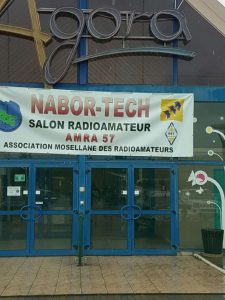 Agora
NABOR-TECH
SALON RADIOAMATEUR
AMRA 57
ASSOCIATION MOSELLANE DES RADIOAMATEURS